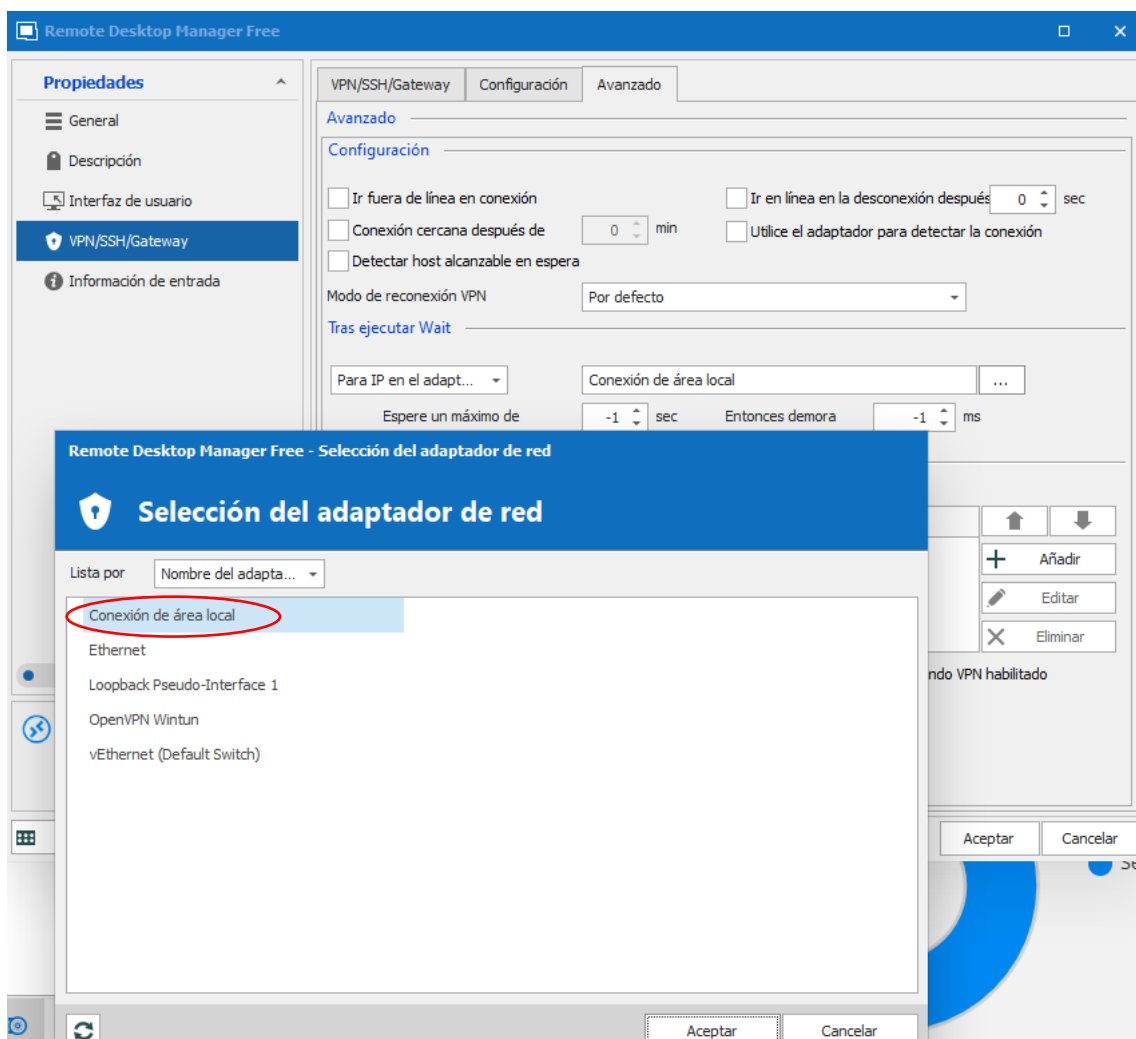 Remote Desktop Manager Free
Propiedades
General
Descripción
Interfaz de usuario
VPN/SSH/Gateway
Información de entrada
VPN/SSH/Gateway Configuración Avanzado
Avanzado
Configuración
Ir fuera de línea en conexión
Ir en línea en la desconexión después 0 sec
Conexión cercana después de 0 min
Utilice el adaptador para detectar la conexión
Detectar host alcanzable en espera
Modo de reconexión VPN Por defecto
Tras ejecutar Wait
Para IP en el adapt... Conexión de área local ...
Espere un máximo de -1 sec Entonces demora -1 ms
Añadir
Editar
Eliminar
ndo VPN habilitado
Aceptar Cancelar
Remote Desktop Manager Free - Selección del adaptador de red
Selección del adaptador de red
Lista por Nombre del adapta...
Conexión de área local
Ethernet
Loopback Pseudo-Interface 1
OpenVPN Wintun
vEthernet (Default Switch)
Aceptar Cancelar